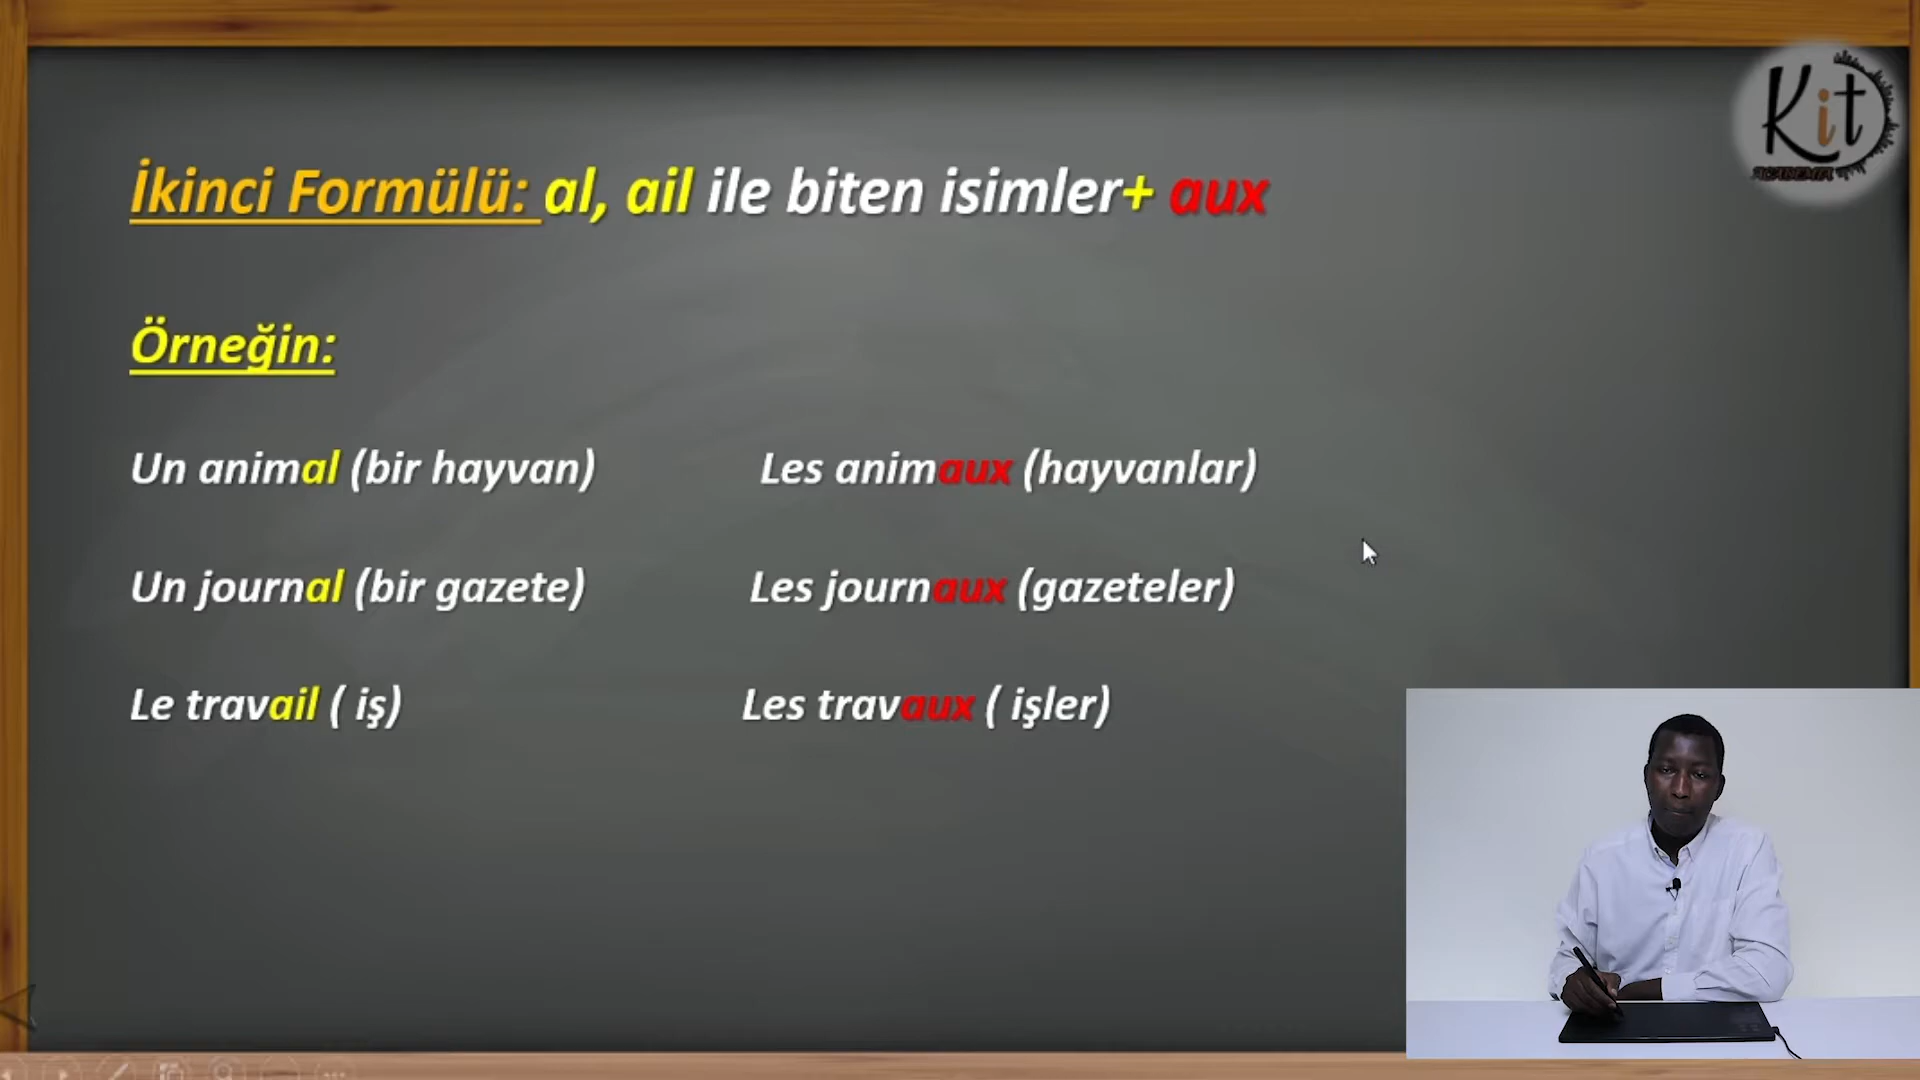 Kit
ACADEMIA
İkinci Formülü: al, ail ile biten isimler+ aux
Örneğin:
Un animal (bir hayvan) Les animaux (hayvanlar)
Un journal (bir gazete) Les journaux (gazeteler)
Le travail ( iş) Les travaux ( işler)